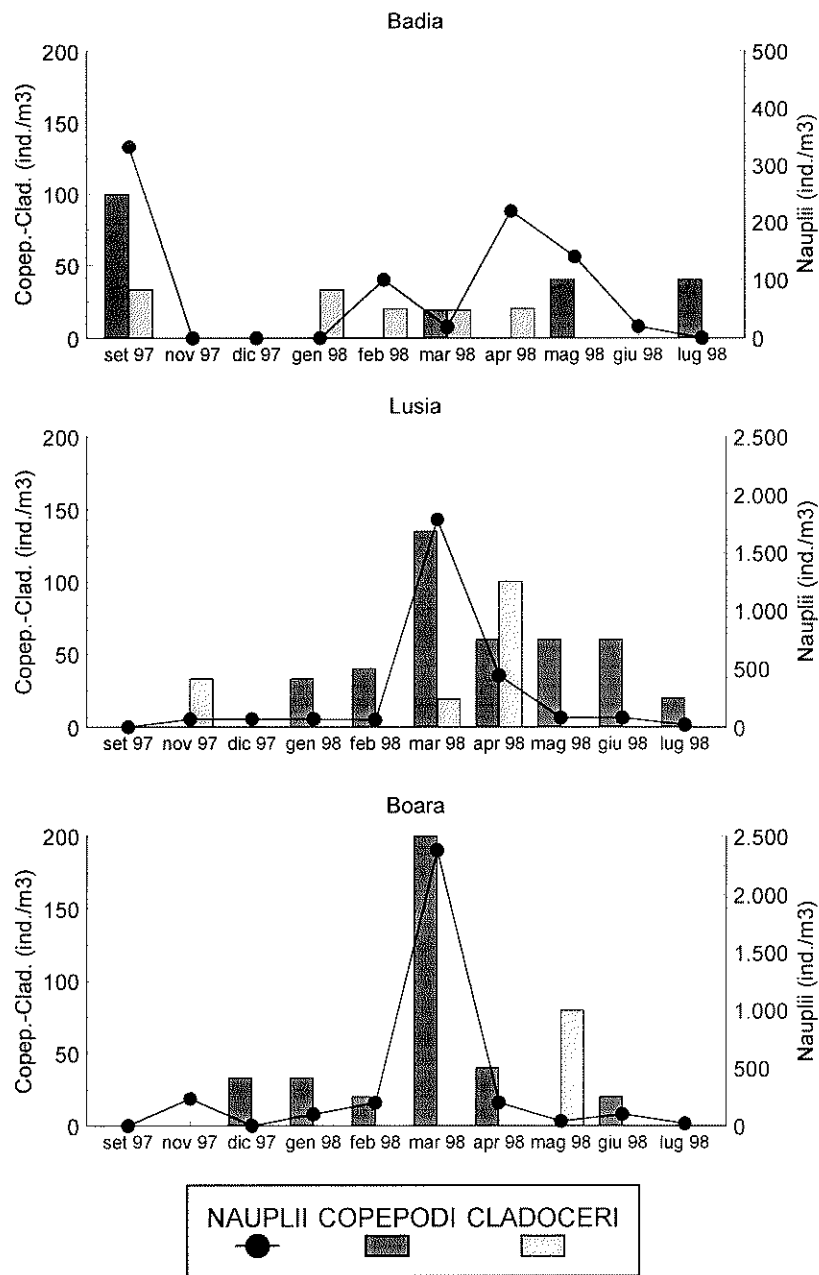 Badia
Copep.-Clad. (ind./m3)
200
150
100
50
0
500
400
300
200
100
0
Nauplii (ind./m3)
set 97 nov 97 dic 97 gen 98 feb 98 mar 98 apr 98 mag 98 giu 98 lug 98
Lusia
Copep.-Clad. (ind./m3)
200
150
100
50
0
2.500
2.000
1.500
1.000
500
0
Nauplii (ind./m3)
set 97 nov 97 dic 97 gen 98 feb 98 mar 98 apr 98 mag 98 giu 98 lug 98
Boara
Copep.-Clad. (ind./m3)
200
150
100
50
0
2.500
2.000
1.500
1.000
500
0
Nauplii (ind./m3)
set 97 nov 97 dic 97 gen 98 feb 98 mar 98 apr 98 mag 98 giu 98 lug 98
NAUPLII COPEPODI CLADOCERI